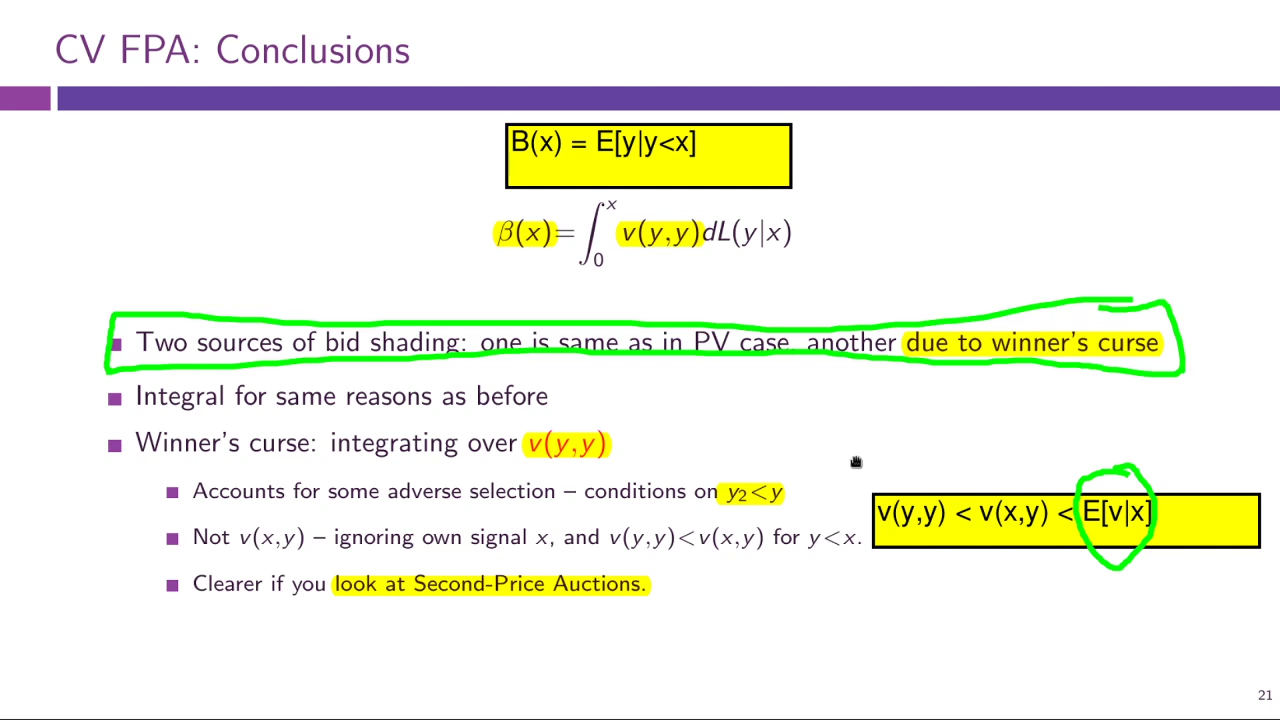 CV FPA: Conclusions
B(x) = E[y|y<x]
β(x)=∫₀ˣ v(y,y)dL(y|x)
Two sources of bid shading: one is same as in PV case, another due to winner's curse
Integral for same reasons as before
Winner's curse: integrating over v(y,y)
Accounts for some adverse selection – conditions on y₂<y
v(y,y) < v(x,y) < E[v|x]
Not v(x,y) – ignoring own signal x, and v(y,y)<v(x,y) for y<x.
Clearer if you look at Second-Price Auctions.
21